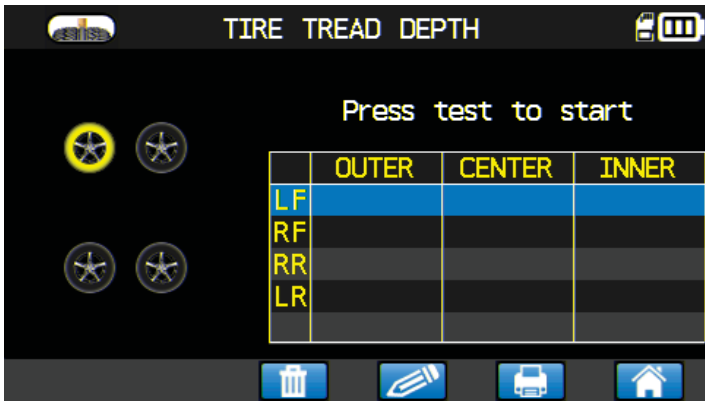 TIRE TREAD DEPTH
Press test to start
OUTER CENTER INNER
LF
RF
RR
LR